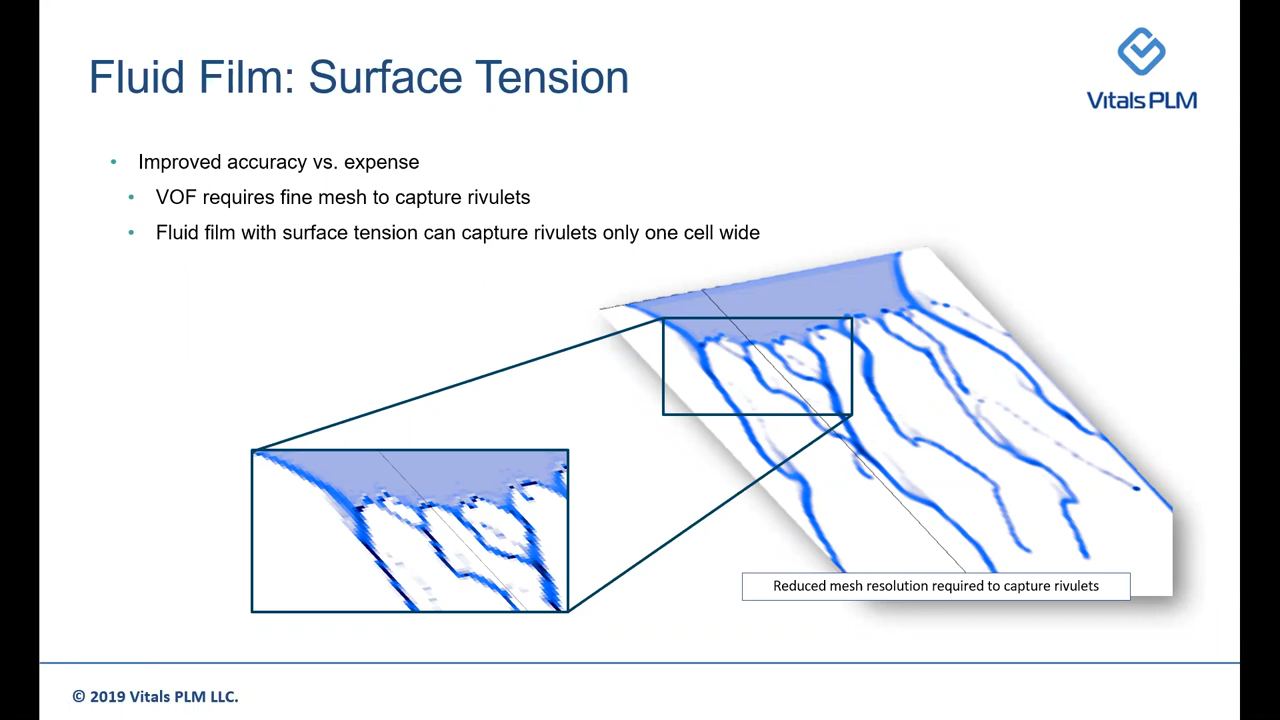 Fluid Film: Surface Tension
Vitals PLM
• Improved accuracy vs. expense
• VOF requires fine mesh to capture rivulets
• Fluid film with surface tension can capture rivulets only one cell wide
Reduced mesh resolution required to capture rivulets
© 2019 Vitals PLM LLC.